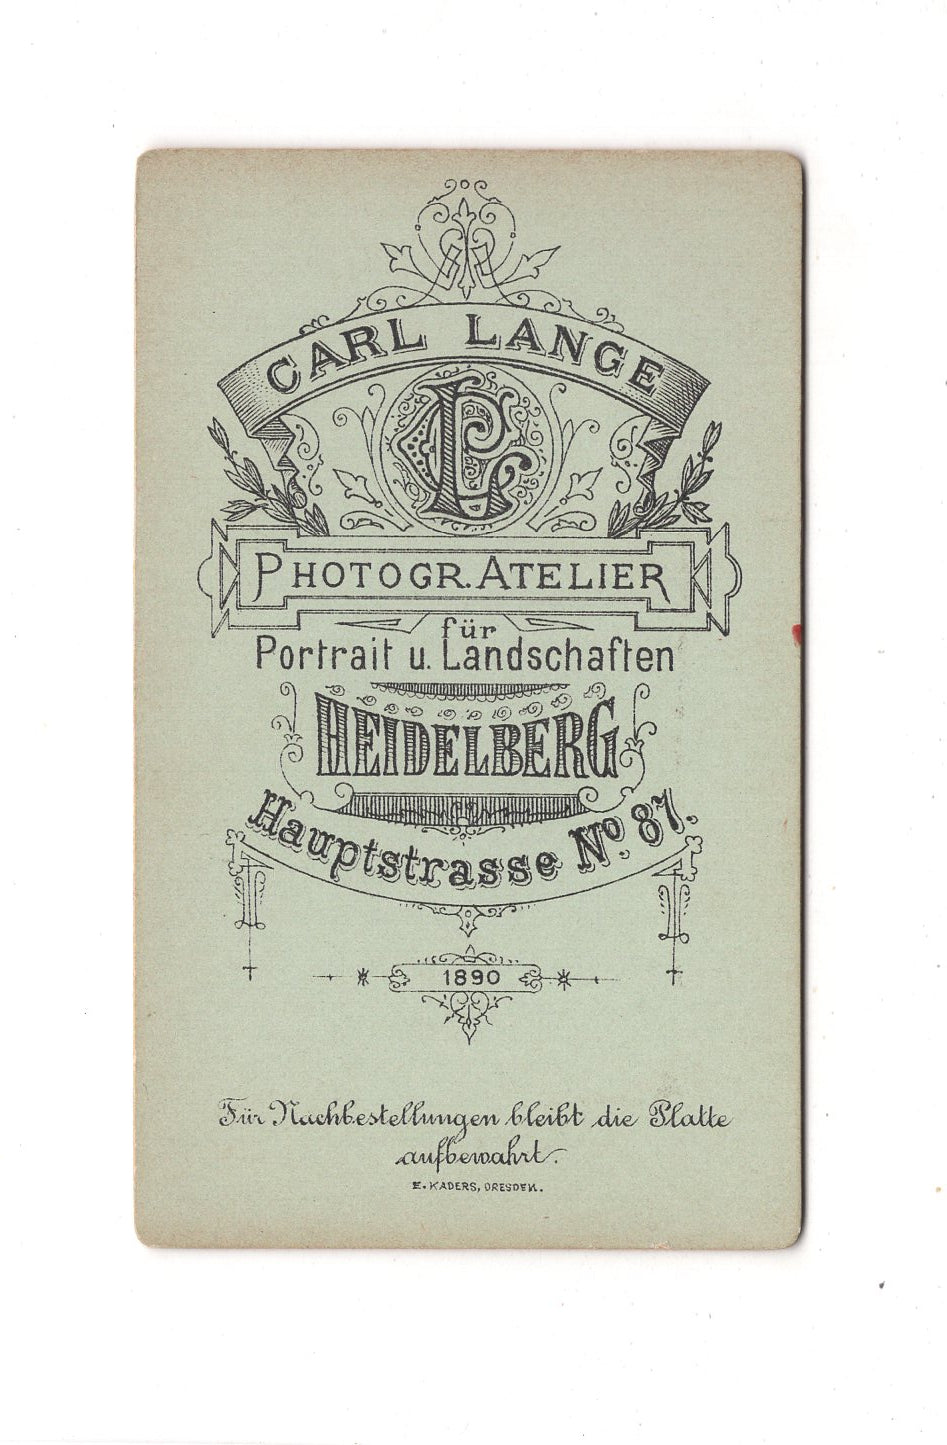 CARL LANGE
CL
PHOTOGR. ATELIER
für
Portrait u. Landschaften
HEIDELBERG
Hauptstrasse No. 87.
1890
Für Nachbestellungen bleibt die Platte
aufbewahrt.
E. KADERS, DRESDEN.